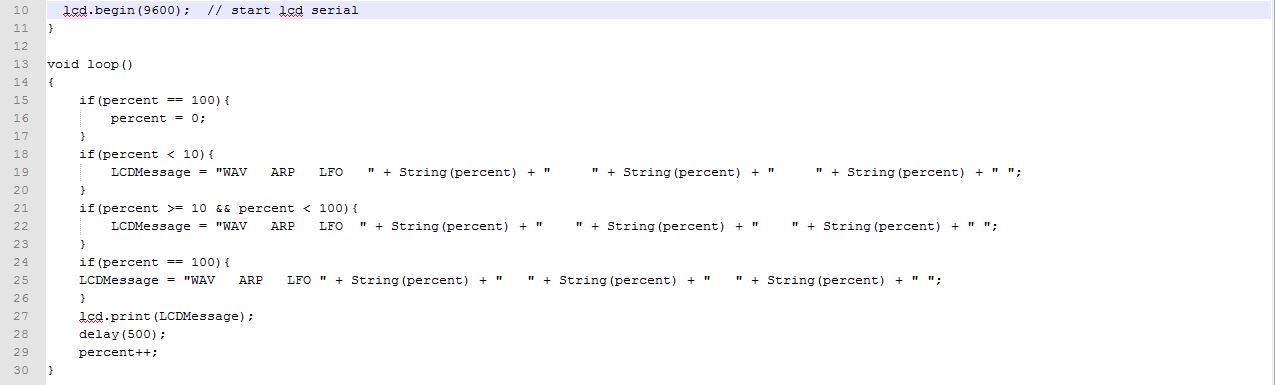 10 lcd.begin(9600);  // start lcd serial
11 }
12
13 void loop()
14 {
15     if(percent == 100){
16         percent = 0;
17     }
18     if(percent < 10){
19         LCDMessage = "WAV   ARP   LFO   " + String(percent) + "     " + String(percent) + "     " + String(percent) + " ";
20     }
21     if(percent >= 10 && percent < 100){
22         LCDMessage = "WAV   ARP   LFO  " + String(percent) + "    " + String(percent) + "    " + String(percent) + " ";
23     }
24     if(percent == 100){
25     LCDMessage = "WAV   ARP   LFO " + String(percent) + "   " + String(percent) + "   " + String(percent) + " ";
26     }
27     lcd.print(LCDMessage);
28     delay(500);
29     percent++;
30 }